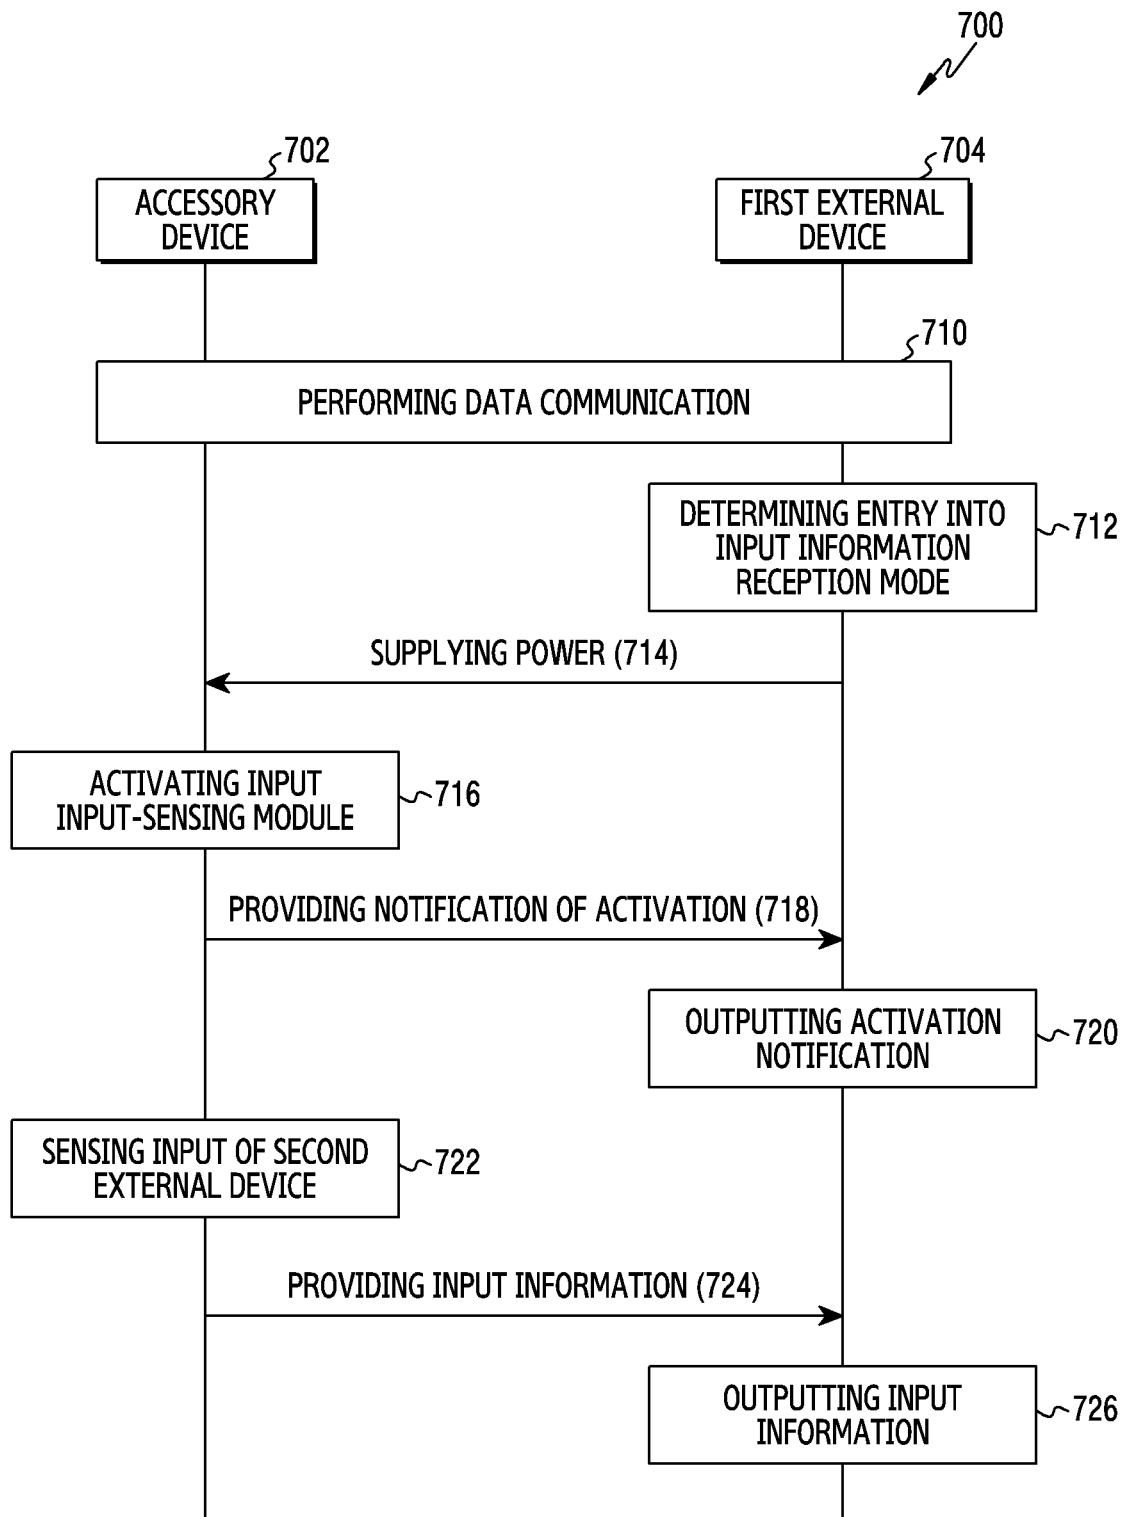 700
702
704
ACCESSORY
DEVICE
FIRST EXTERNAL
DEVICE
710
PERFORMING DATA COMMUNICATION
DETERMINING ENTRY INTO
INPUT INFORMATION
RECEPTION MODE
712
SUPPLYING POWER (714)
ACTIVATING INPUT
INPUT-SENSING MODULE
716
PROVIDING NOTIFICATION OF ACTIVATION (718)
OUTPUTTING ACTIVATION
NOTIFICATION
720
SENSING INPUT OF SECOND
EXTERNAL DEVICE
722
PROVIDING INPUT INFORMATION (724)
OUTPUTTING INPUT
INFORMATION
726